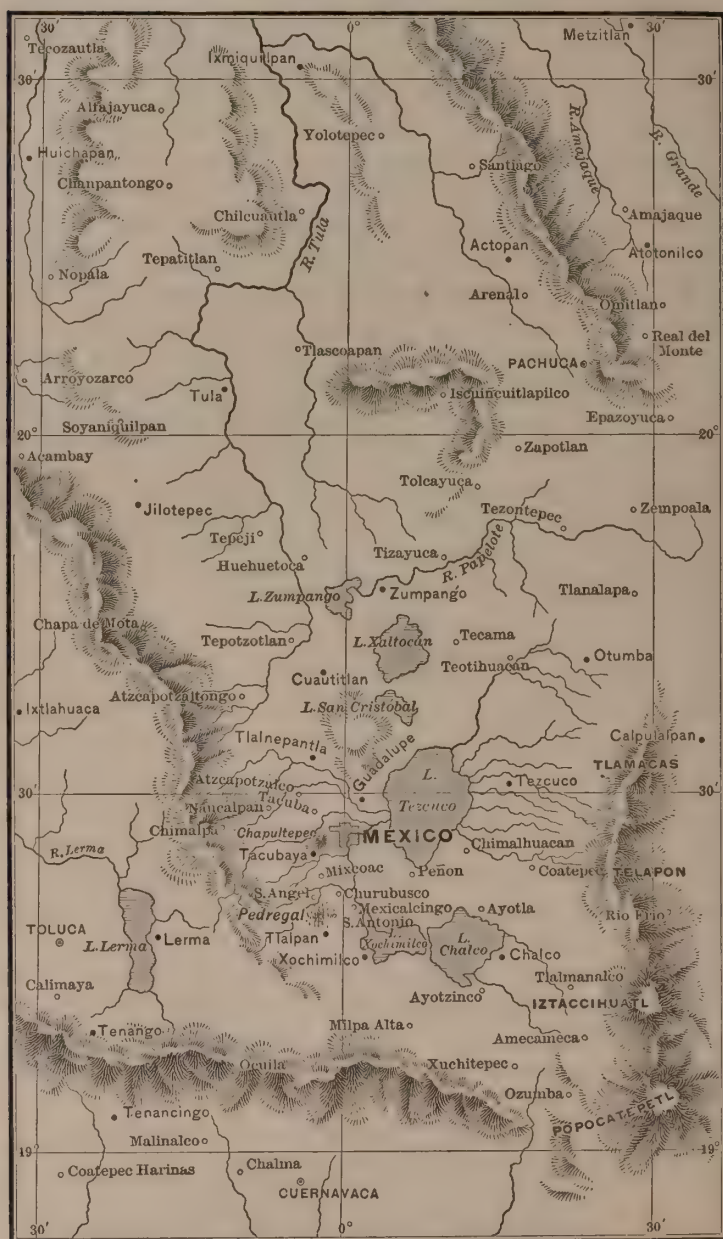 30′ 0° 30′
Tecozautla
Ixmiquilpan
Metzitlan
30′ 30′
Alfajayuca
Yolotepec
R. Amajaque
R. Grande
Huichapan
Santiago
Chapantongo
Chilcuautla
Amajaque
R. Tula
Actopan
Atotonilco
Nopala
Tepatitlan
Arenal
Omitlan
Real del
Monte
Tlascoapan
PACHUCA
Arroyozarco
Tula
Iscuincuitlapilco
Soyaniquilpan
Epazoyuca
20° 20°
Acambay
Zapotlan
Tolcayuca
Jilotepec
Tezontepec
Zempoala
Tepeji
Huehuetoca
Tizayuca
R. Papelote
L. Zumpango
Zumpango
Tlanalapa
Chapa de Mota
Tepotzotlan
L. Xaltocan
Tecama
Teotihuacan
Otumba
Cuautitlan
Atzcapotzaltongo
L. San Cristobal
Ixtlahuaca
Calpulalpan
Tlalnepantla
Guadalupe
TLAMACAS
Atzcapotzalco
L.
Tezcuco
Tezcuco
30′ 30′
Tacuba
Naucalpan
Chimalpa
Chapultepec
MEXICO
Chimalhuacan
R. Lerma
Tacubaya
Mixcoac
Peñon
Coatepec
TELAPON
S. Angel
Churubusco
Pedregal
Mexicalcingo
Ayotla
Rio Frio
S. Antonio
TOLUCA
L. Lerma
Lerma
Tlalpan
L.
Xochimilco
L.
Chalco
Xochimilco
Chalco
Calimaya
Ayotzinco
Tlalmanalco
IZTACCIHUATL
Tenango
Milpa Alta
Amecameca
Ocuila
Xuchitepec
Ozumba
POPOCATEPETL
Tenancingo
Malinalco
19° 19°
Coatepec Harinas
Chalma
CUERNAVACA
30′ 0° 30′